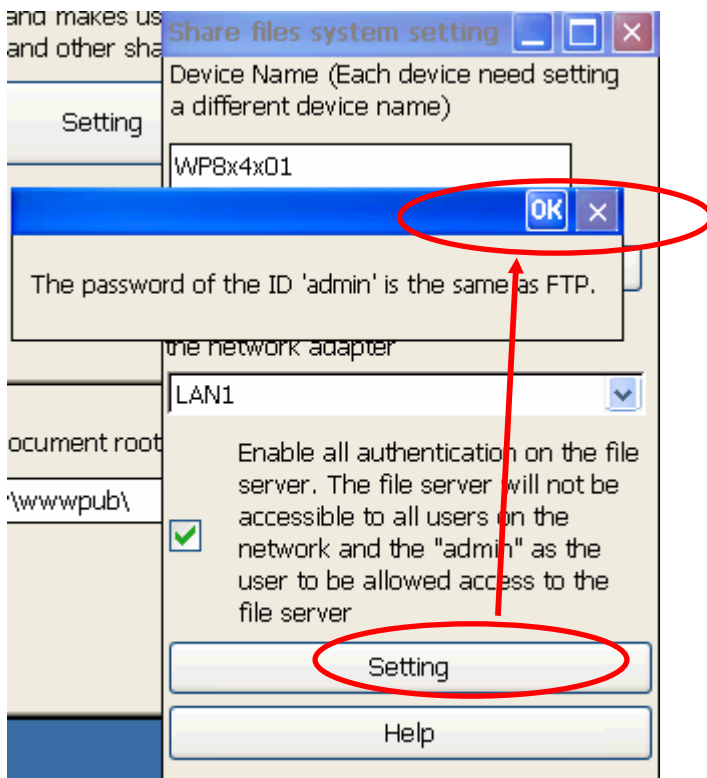 and makes us
and other sha
Setting
Share files system setting
Device Name (Each device need setting
a different device name)
WP8x4x01
OK
The password of the ID 'admin' is the same as FTP.
the network adapter
LAN1
ocument root
\wwwpub\
Enable all authentication on the file
server. The file server will not be
accessible to all users on the
network and the "admin" as the
user to be allowed access to the
file server
Setting
Help